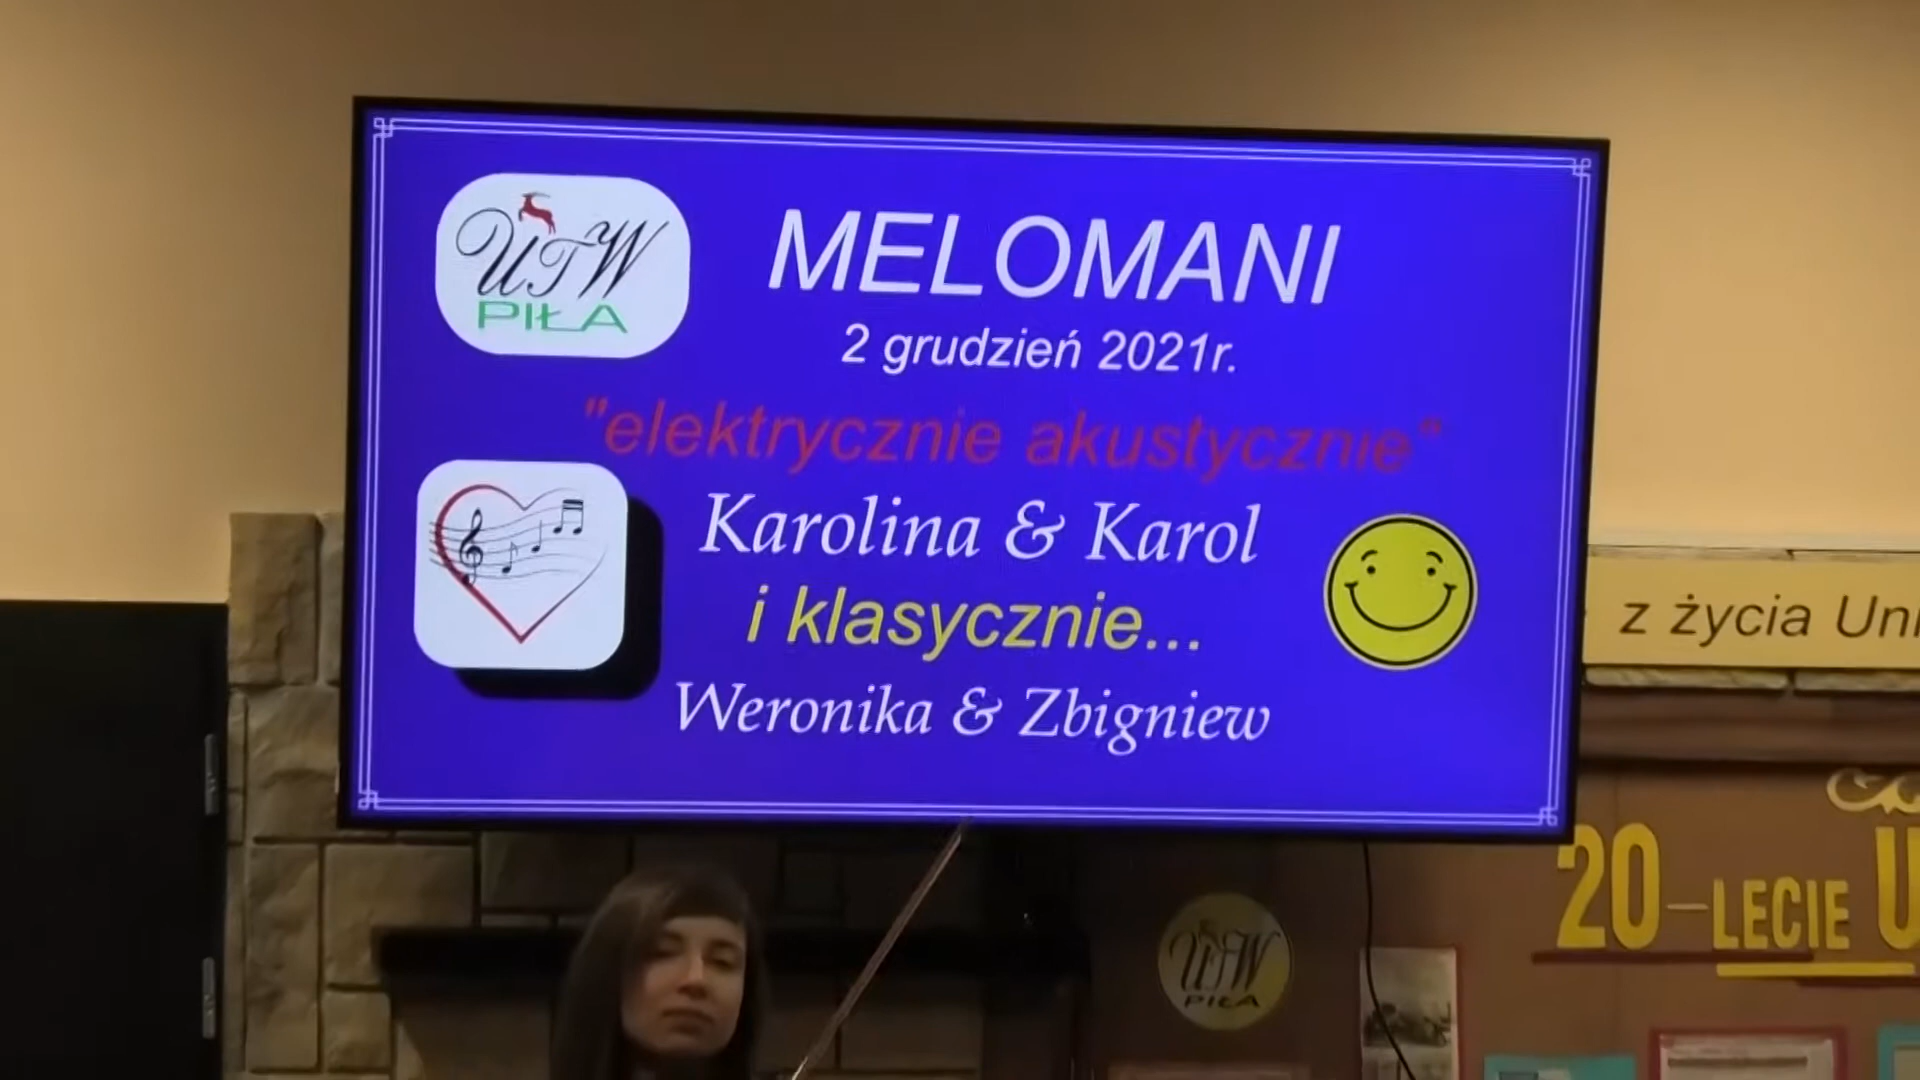 UTW
PIŁA
MELOMANI
2 grudzień 2021r.
"elektrycznie akustycznie"
Karolina & Karol
i klasycznie...
Weronika & Zbigniew
z życia Uni
20-LECIE U
UTW
PIŁA